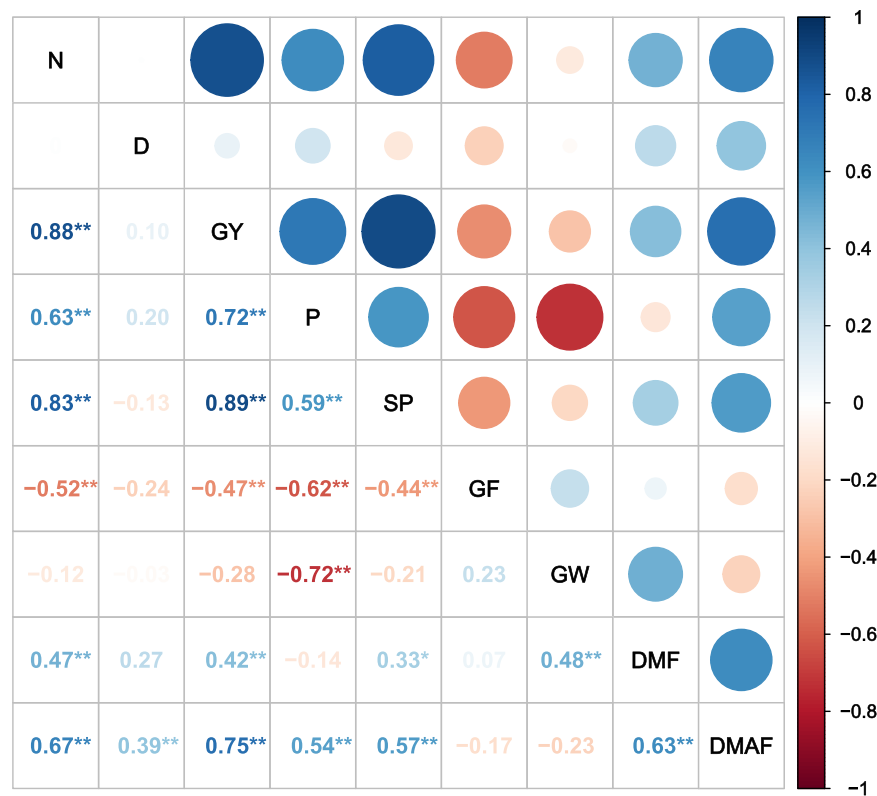 N
D
0.88** 0.10 GY
0.63** 0.20 0.72** P
0.83** −0.13 0.89** 0.59** SP
−0.52** −0.24 −0.47** −0.62** −0.44** GF
−0.12 −0.03 −0.28 −0.72** −0.21 0.23 GW
0.47** 0.27 0.42** −0.14 0.33* 0.07 0.48** DMF
0.67** 0.39** 0.75** 0.54** 0.57** −0.17 −0.23 0.63** DMAF
1
0.8
0.6
0.4
0.2
0
−0.2
−0.4
−0.6
−0.8
−1